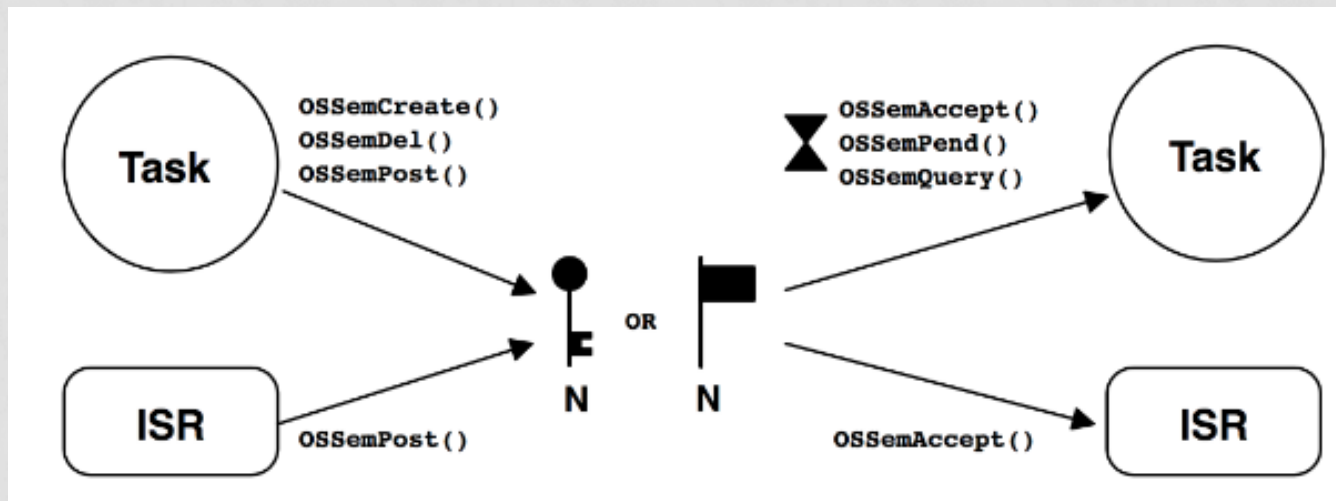 Task
OSSemCreate()
OSSemDel()
OSSemPost()
OSSemAccept()
OSSemPend()
OSSemQuery()
Task
OR
N
N
ISR
OSSemPost()
OSSemAccept()
ISR